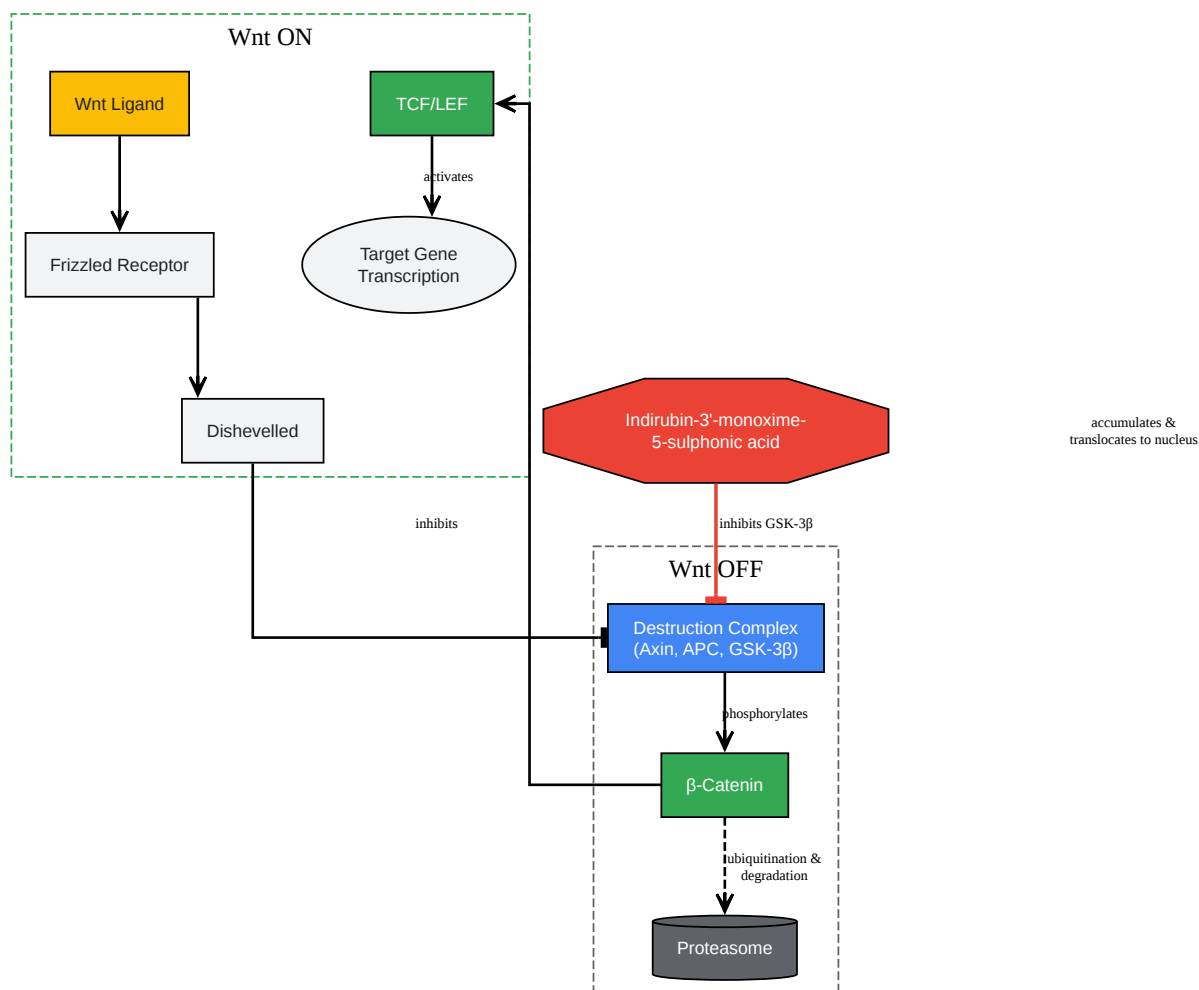 Wnt ON
Wnt Ligand
TCF/LEF
activates
Frizzled Receptor
Target Gene
Transcription
Dishevelled
Indirubin-3'-monoxime-
5-sulphonic acid
accumulates &
translocates to nucleus
inhibits
inhibits GSK-3β
Wnt OFF
Destruction Complex
(Axin, APC, GSK-3β)
phosphorylates
β-Catenin
ubiquitination &
degradation
Proteasome